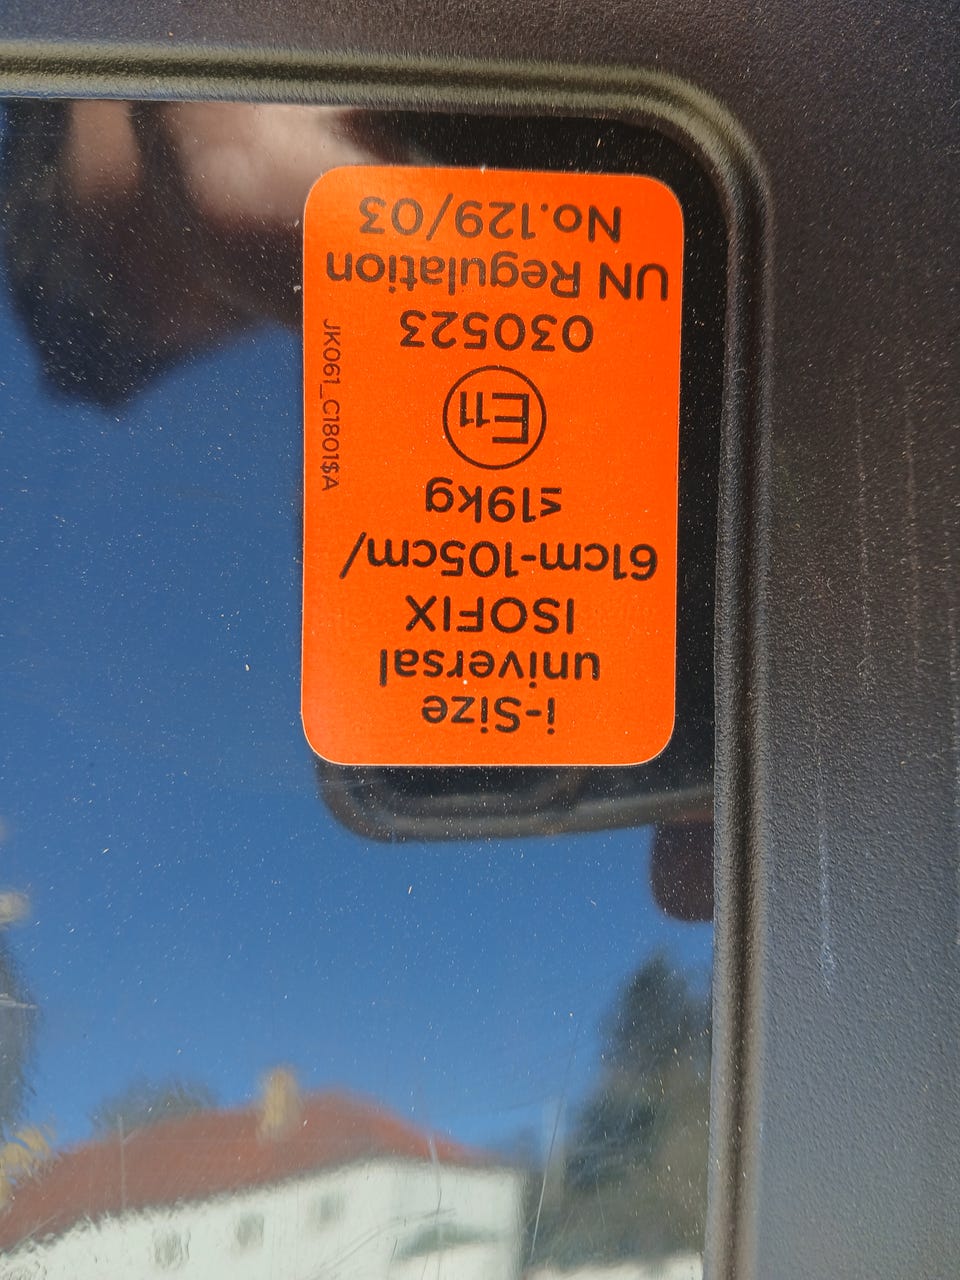 i-Size
universal
ISOFIX
61cm-105cm/
≤19kg
E11
030523
UN Regulation
No.129/03
JK061_C1801$A